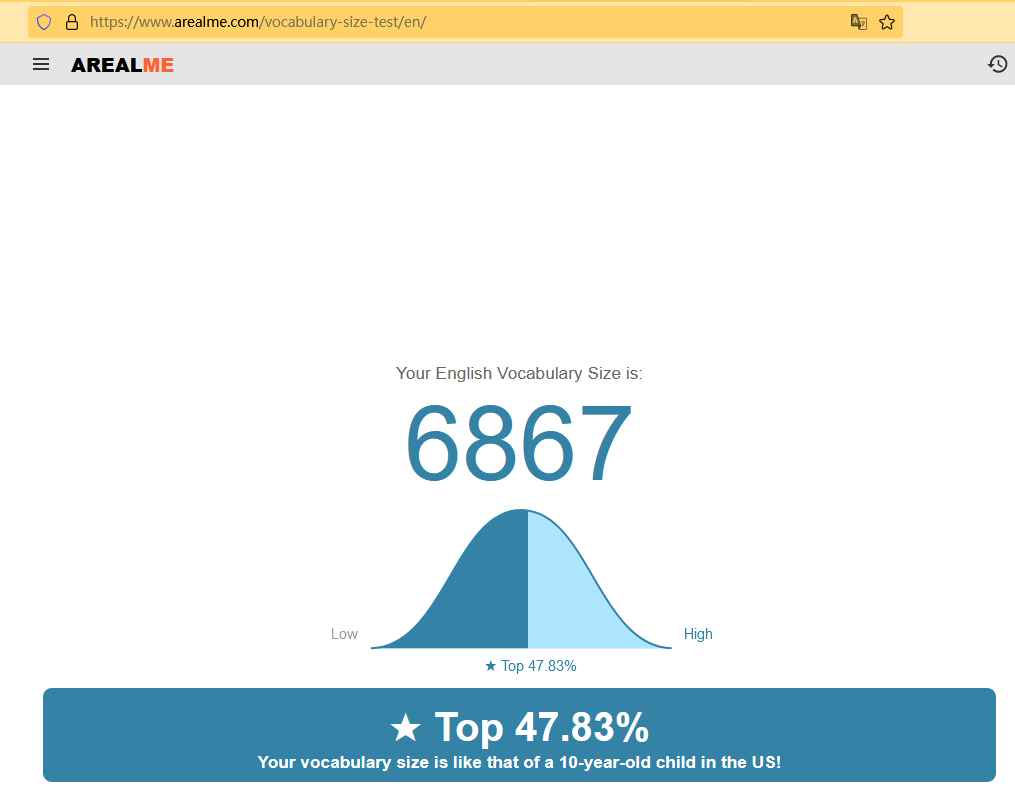 https://www.arealme.com/vocabulary-size-test/en/
AREALME
Your English Vocabulary Size is:
6867
Low
High
★ Top 47.83%
★ Top 47.83%
Your vocabulary size is like that of a 10-year-old child in the US!